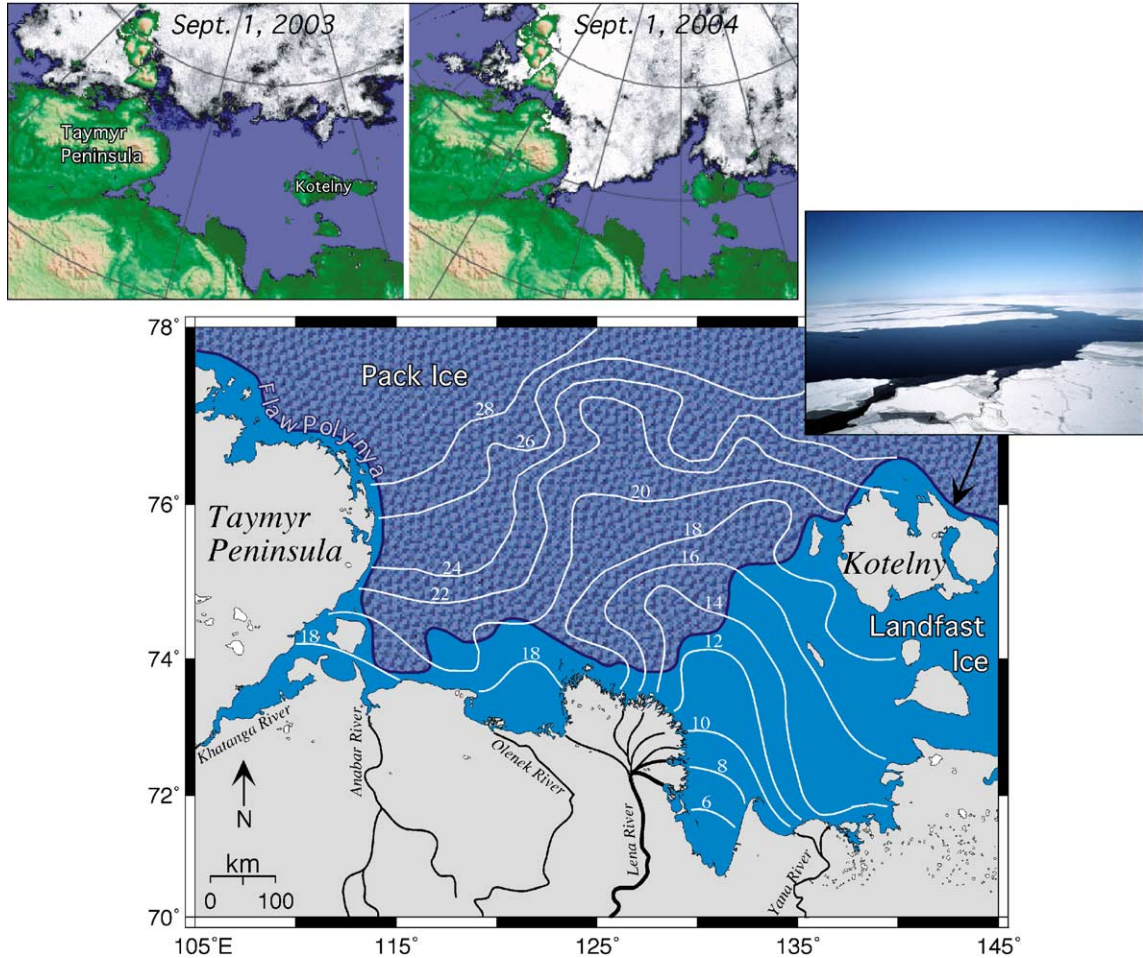 Sept. 1, 2003
Sept. 1, 2004
Taymyr
Peninsula
Kotelny
78°
76°
74°
72°
70°
Pack Ice
Flaw Polynya
28
26
24
22
20
18
16
14
12
10
8
6
18
18
Taymyr
Peninsula
Kotelny
Landfast
Ice
Khatanga River
Anabar River
Olenek River
Lena River
Yana River
N
km
0
100
105°E
115°
125°
135°
145°